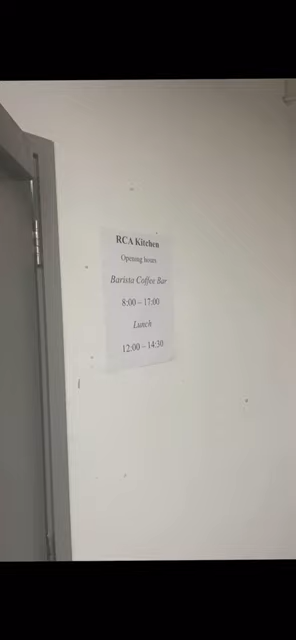 RCA Kitchen
Opening hours
Barista Coffee Bar
8:00 – 17:00
Lunch
12:00 – 14:30